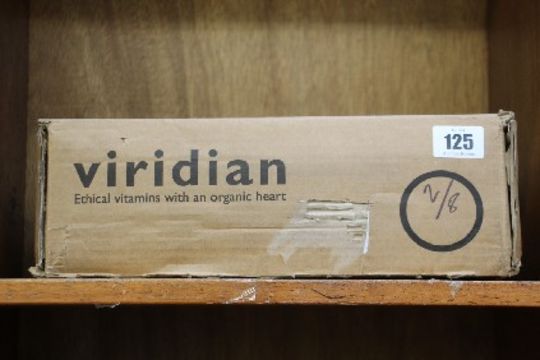 viridian
Ethical vitamins with an organic heart
125
2/8